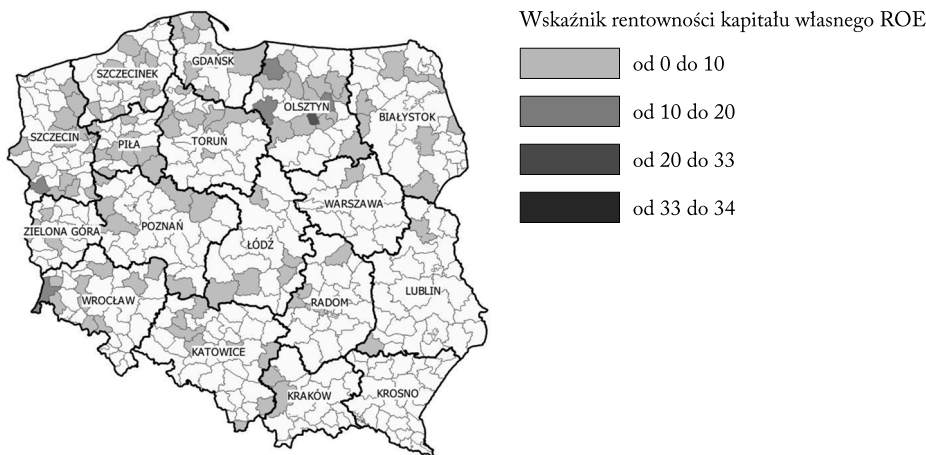 Wskaźnik rentowności kapitału własnego ROE
od 0 do 10
od 10 do 20
od 20 do 33
od 33 do 34
GDAŃSK
SZCZECINEK
OLSZTYN
BIAŁYSTOK
SZCZECIN
PIŁA
TORUŃ
WARSZAWA
ZIELONA GÓRA
POZNAŃ
ŁÓDŹ
WROCŁAW
RADOM
LUBLIN
KATOWICE
KRAKÓW
KROSNO